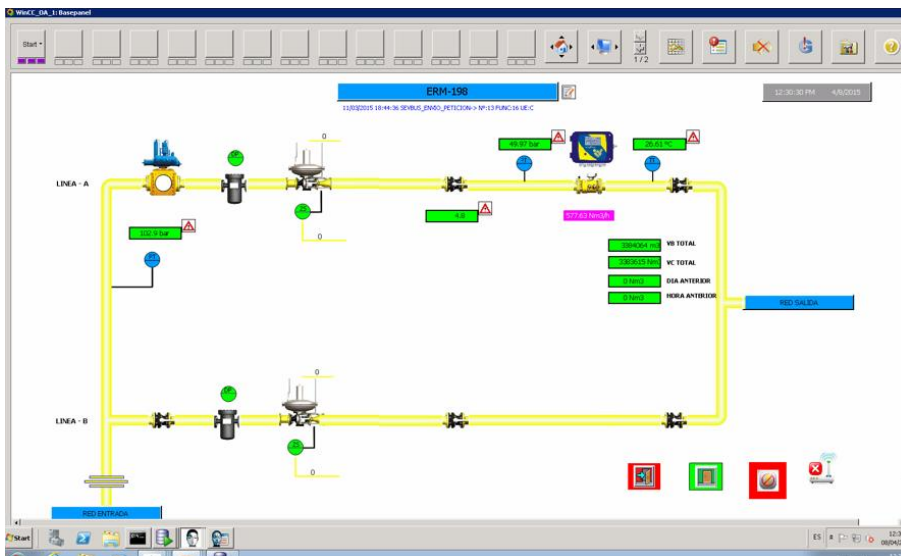 WinCC_OA_1: Basepanel
Start
1 / 2
ERM-198
12:30:30 PM 4/8/2015
11/03/2015 18:44:36 SEVBUS_ENVIO_PETICION-> Nº:13 FUNC:16 UE:C
0
49.97 bar
26.61 ºC
LINEA - A
0
102.9 bar
4.8
577.63 Nm3/h
3384064 m3 VB TOTAL
3383615 Nm VC TOTAL
0 Nm3 DIA ANTERIOR
0 Nm3 HORA ANTERIOR
RED SALIDA
0
LINEA - B
0
RED ENTRADA
Start
ES